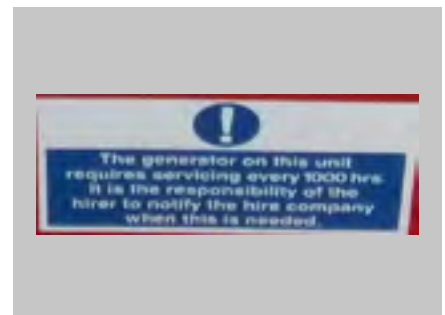 The generator on this unit
requires servicing every 1000 hrs
It is the responsibility of the
hirer to notify the hire company
when this is needed.